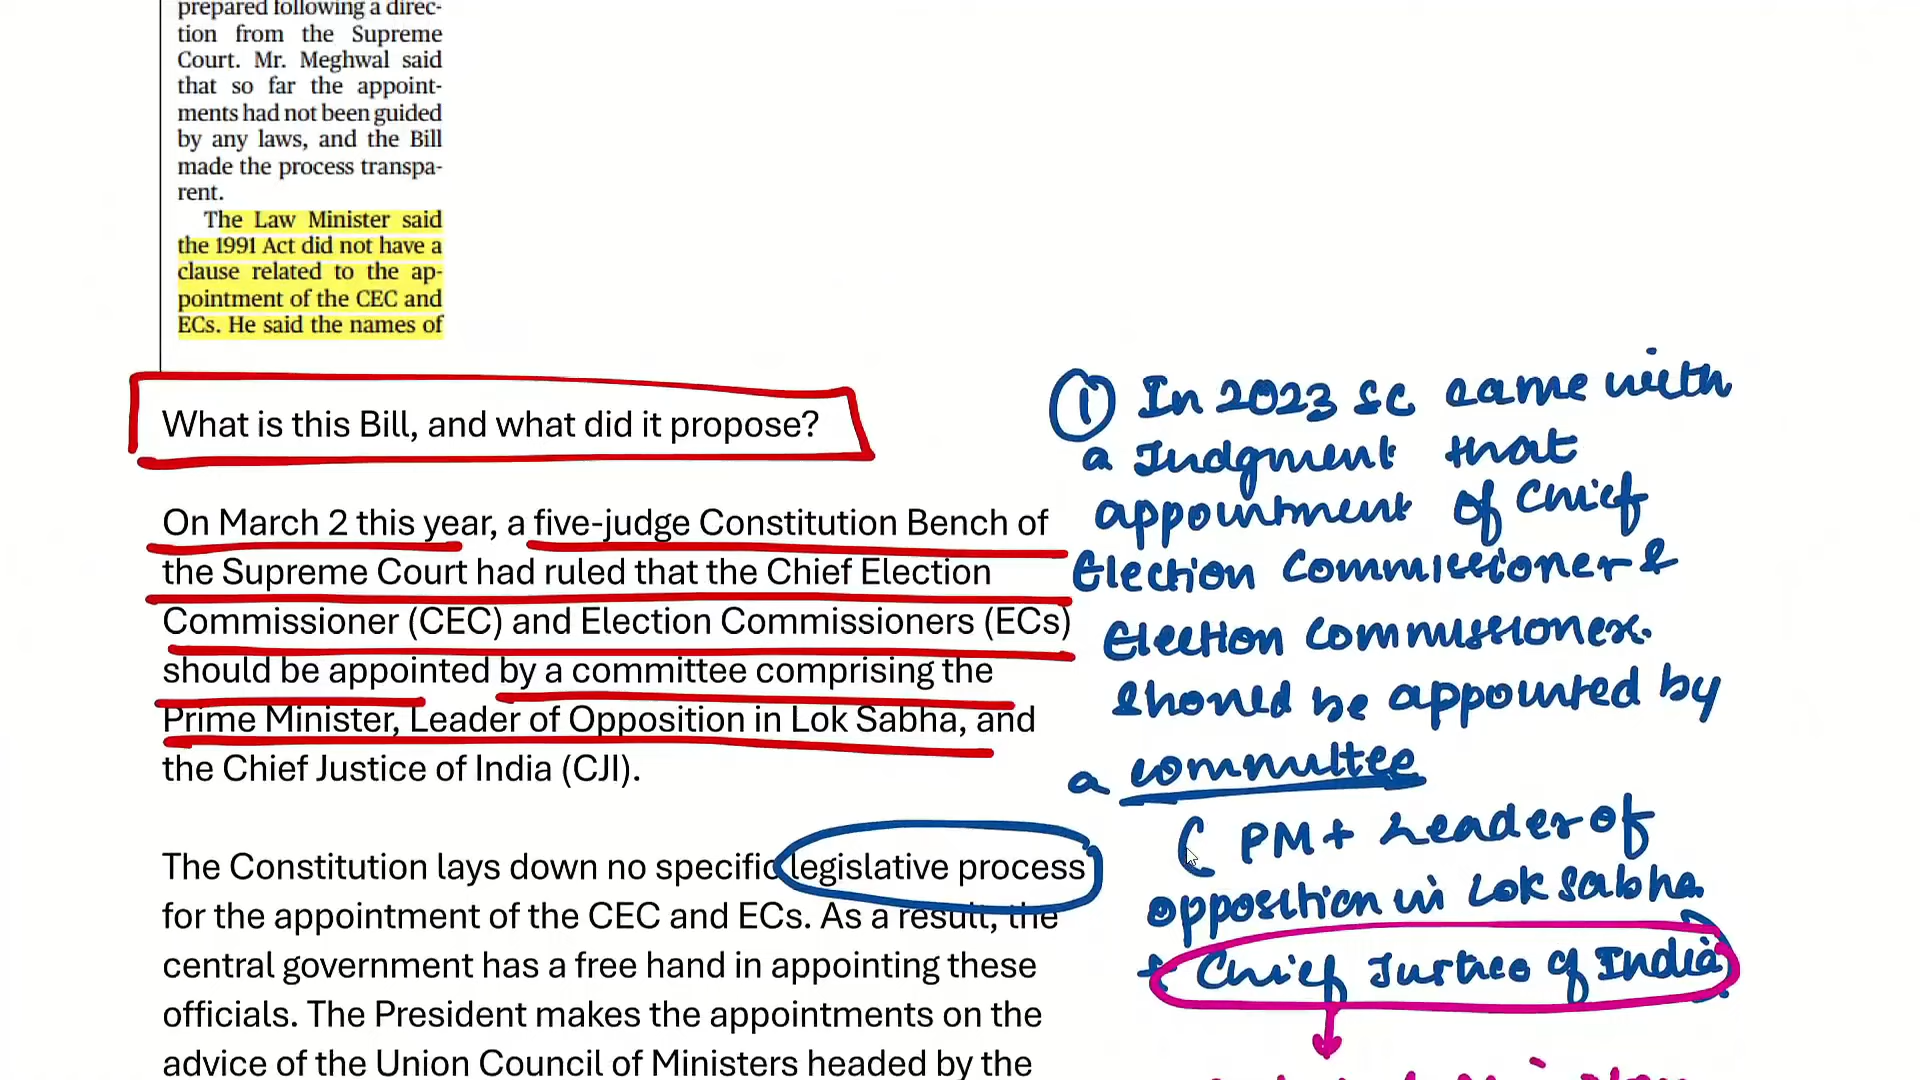 prepared following a direc-
tion from the Supreme
Court. Mr. Meghwal said
that so far the appoint-
ments had not been guided
by any laws, and the Bill
made the process transpa-
rent.
The Law Minister said
the 1991 Act did not have a
clause related to the ap-
pointment of the CEC and
ECs. He said the names of
What is this Bill, and what did it propose?
On March 2 this year, a five-judge Constitution Bench of
the Supreme Court had ruled that the Chief Election
Commissioner (CEC) and Election Commissioners (ECs)
should be appointed by a committee comprising the
Prime Minister, Leader of Opposition in Lok Sabha, and
the Chief Justice of India (CJI).
The Constitution lays down no specific legislative process
for the appointment of the CEC and ECs. As a result, the
central government has a free hand in appointing these
officials. The President makes the appointments on the
advice of the Union Council of Ministers headed by the
① In 2023 SC came with
a Judgment that
appointment of Chief
Election Commissioner &
Election Commissioner.
should be appointed by
a committee
( PM + Leader of
opposition in Lok Sabha
+ Chief Justice of India)